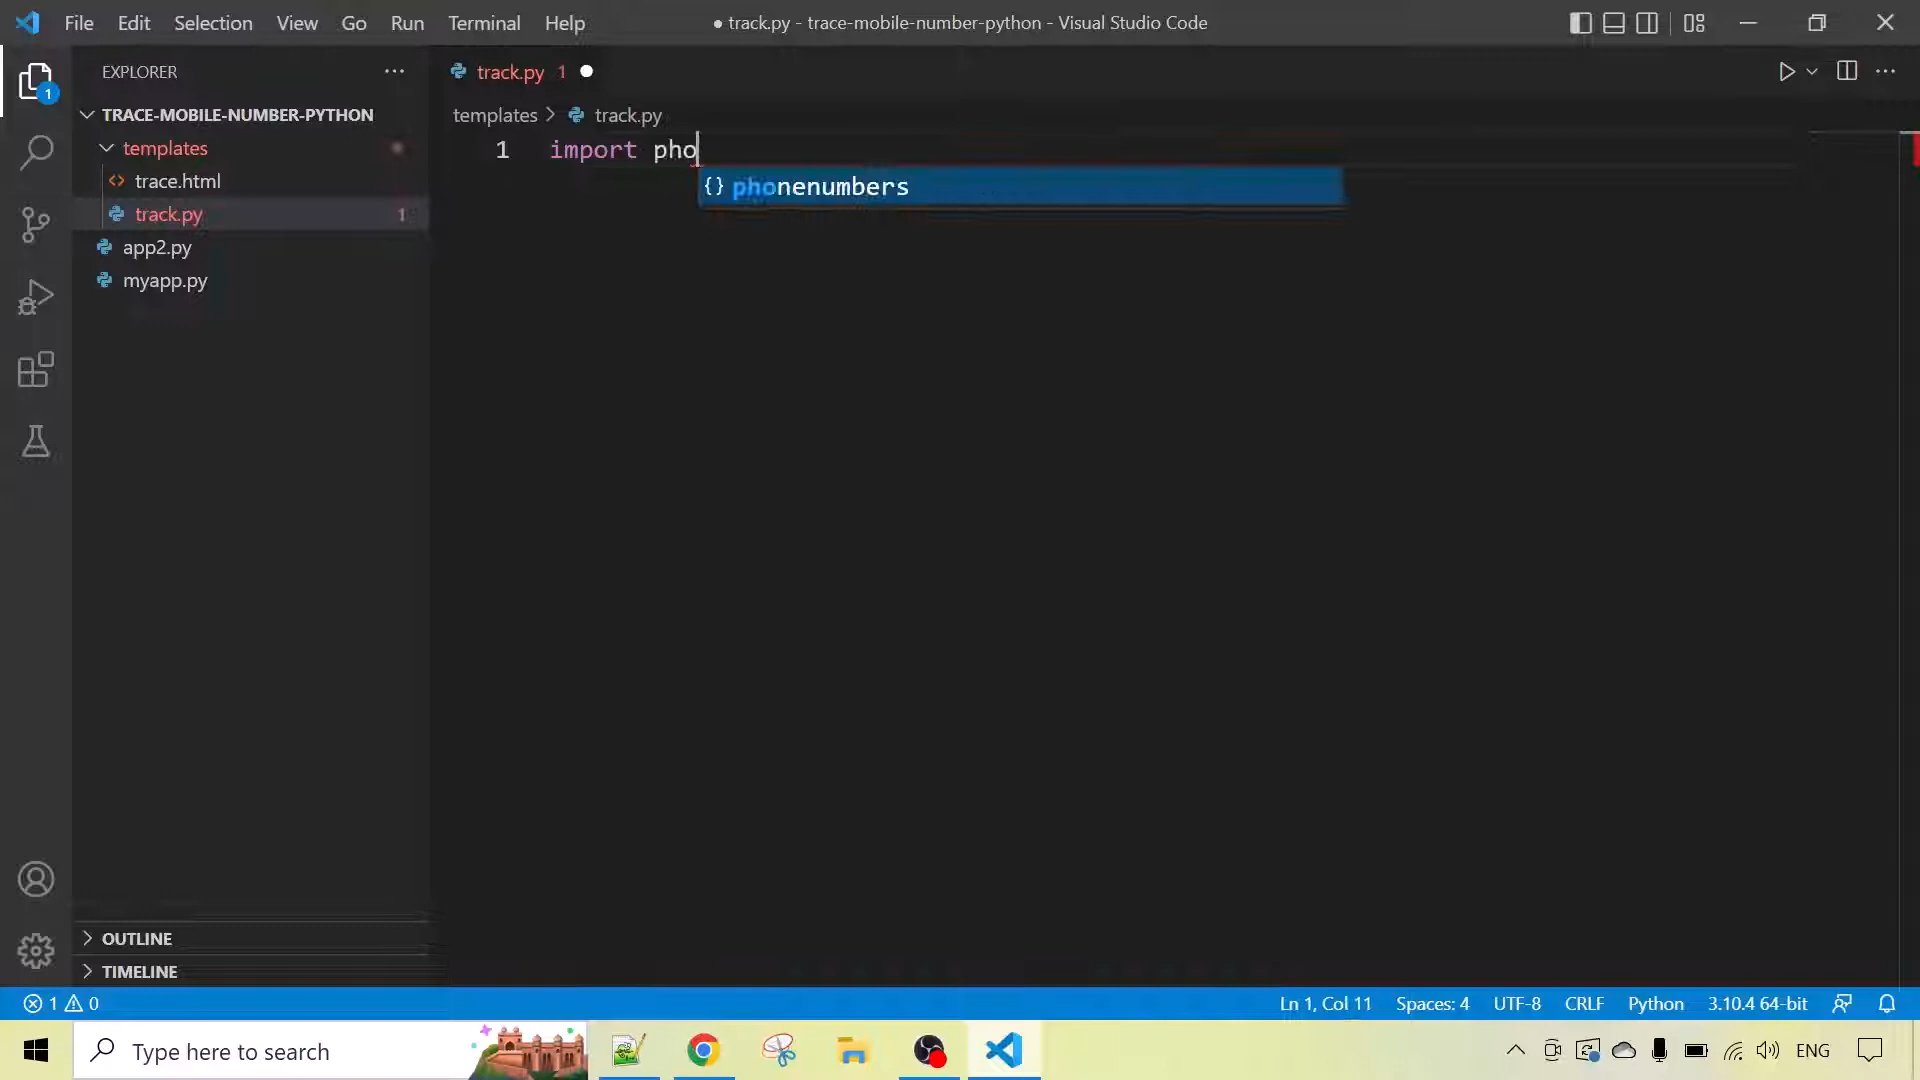 File Edit Selection View Go Run Terminal Help ● track.py - trace-mobile-number-python - Visual Studio Code
EXPLORER ···
track.py 1 ●
1
TRACE-MOBILE-NUMBER-PYTHON
templates > track.py
templates
1 import pho
<> trace.html
{} phonenumbers
track.py 1
app2.py
myapp.py
OUTLINE
TIMELINE
1 0 Ln 1, Col 11 Spaces: 4 UTF-8 CRLF Python 3.10.4 64-bit
Type here to search ENG